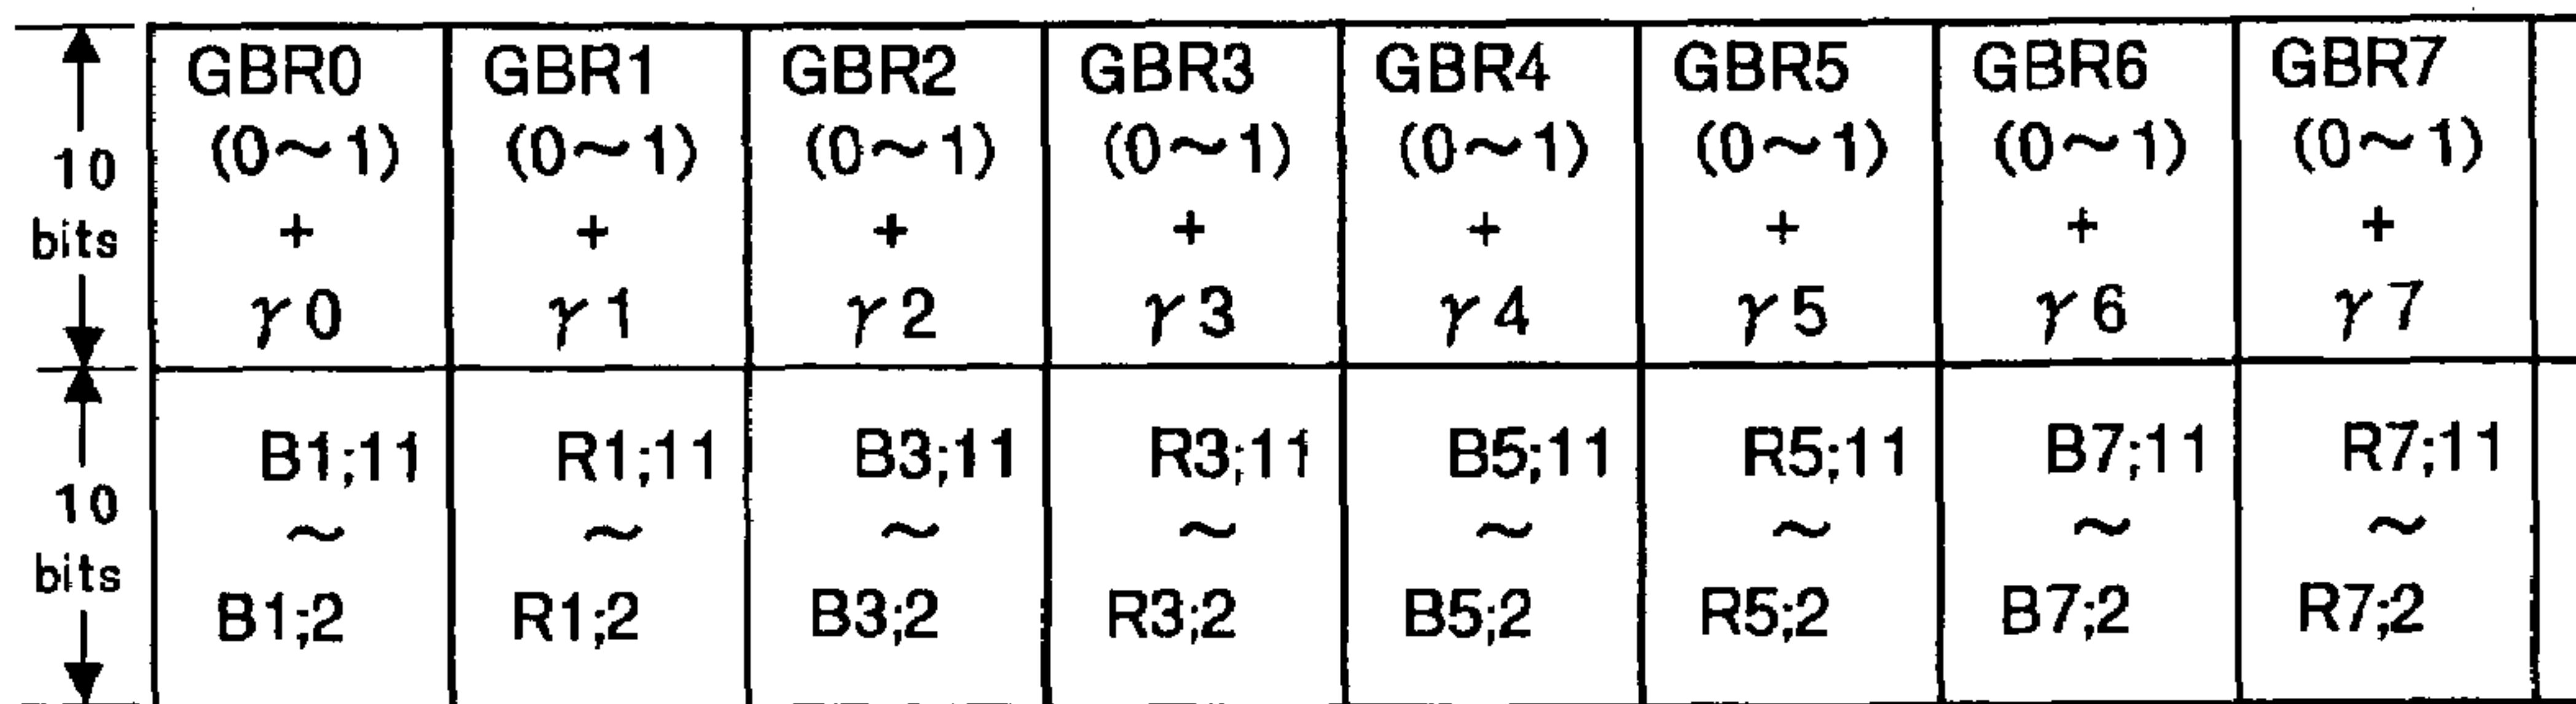 10
bits
GBR0 GBR1 GBR2 GBR3 GBR4 GBR5 GBR6 GBR7
(0~1) (0~1) (0~1) (0~1) (0~1) (0~1) (0~1) (0~1)
+ + + + + + + +
γ0 γ1 γ2 γ3 γ4 γ5 γ6 γ7
10
bits
B1;11 R1;11 B3;11 R3;11 B5;11 R5;11 B7;11 R7;11
~ ~ ~ ~ ~ ~ ~ ~
B1;2 R1;2 B3;2 R3;2 B5;2 R5;2 B7;2 R7;2